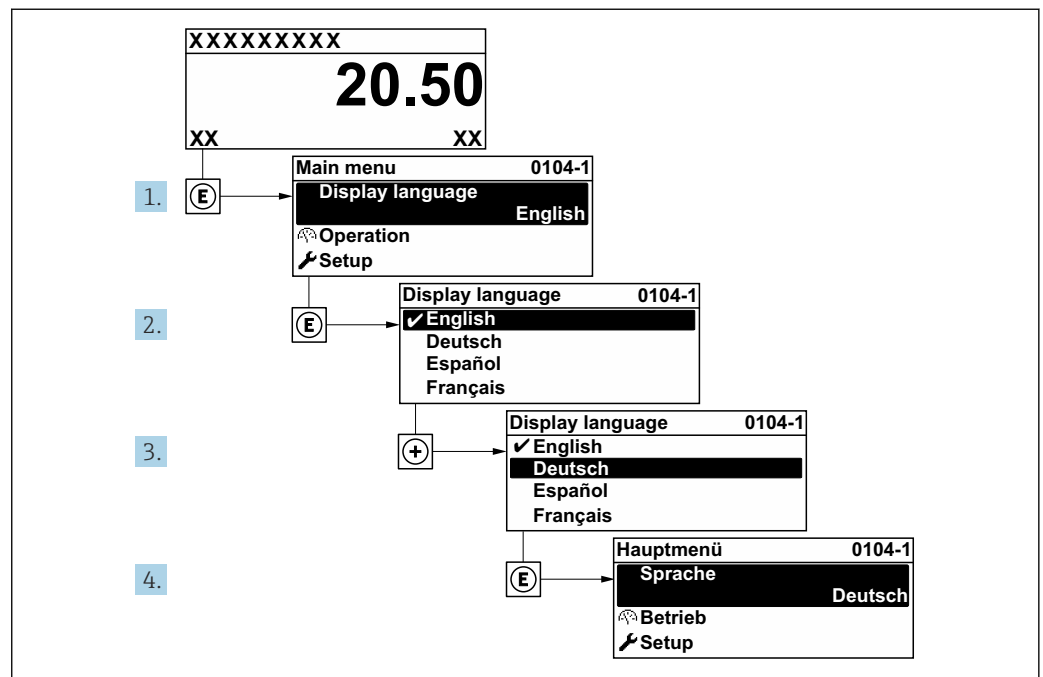 XXXXXXXXX
20.50
XX XX
1. E
Main menu 0104-1
Display language
English
Operation
Setup
2. E
Display language 0104-1
✔English
Deutsch
Español
Français
3. +
Display language 0104-1
✔English
Deutsch
Español
Français
4. E
Hauptmenü 0104-1
Sprache
Deutsch
Betrieb
Setup